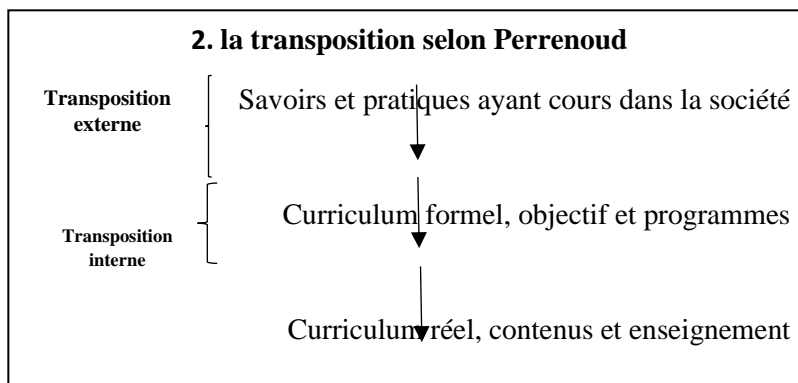 2. la transposition selon Perrenoud
Transposition
externe
Savoirs et pratiques ayant cours dans la société
Curriculum formel, objectif et programmes
Transposition
interne
Curriculum réel, contenus et enseignement